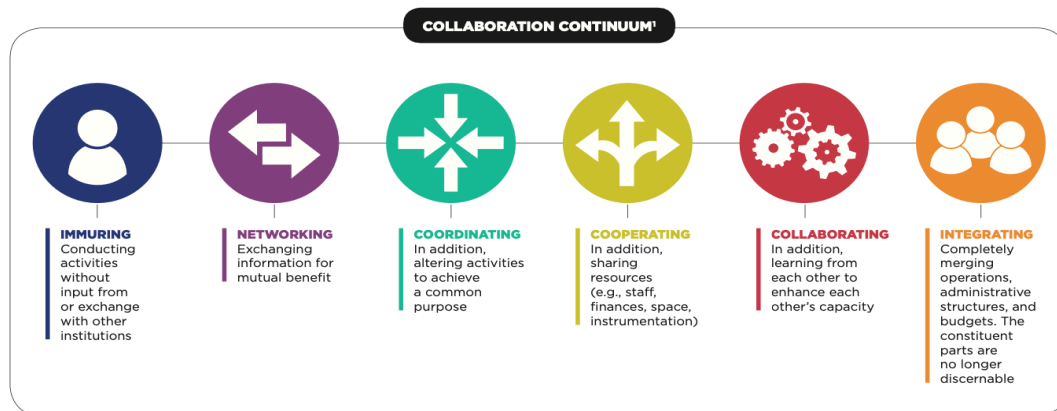 COLLABORATION CONTINUUM¹
IMMURING
Conducting
activities
without
input from
or exchange
with other
institutions
NETWORKING
Exchanging
information for
mutual benefit
COORDINATING
In addition,
altering activities
to achieve
a common
purpose
COOPERATING
In addition,
sharing
resources
(e.g., staff,
finances, space,
instrumentation)
COLLABORATING
In addition,
learning from
each other to
enhance each
other's capacity
INTEGRATING
Completely
merging
operations,
administrative
structures, and
budgets. The
constituent
parts are
no longer
discernable